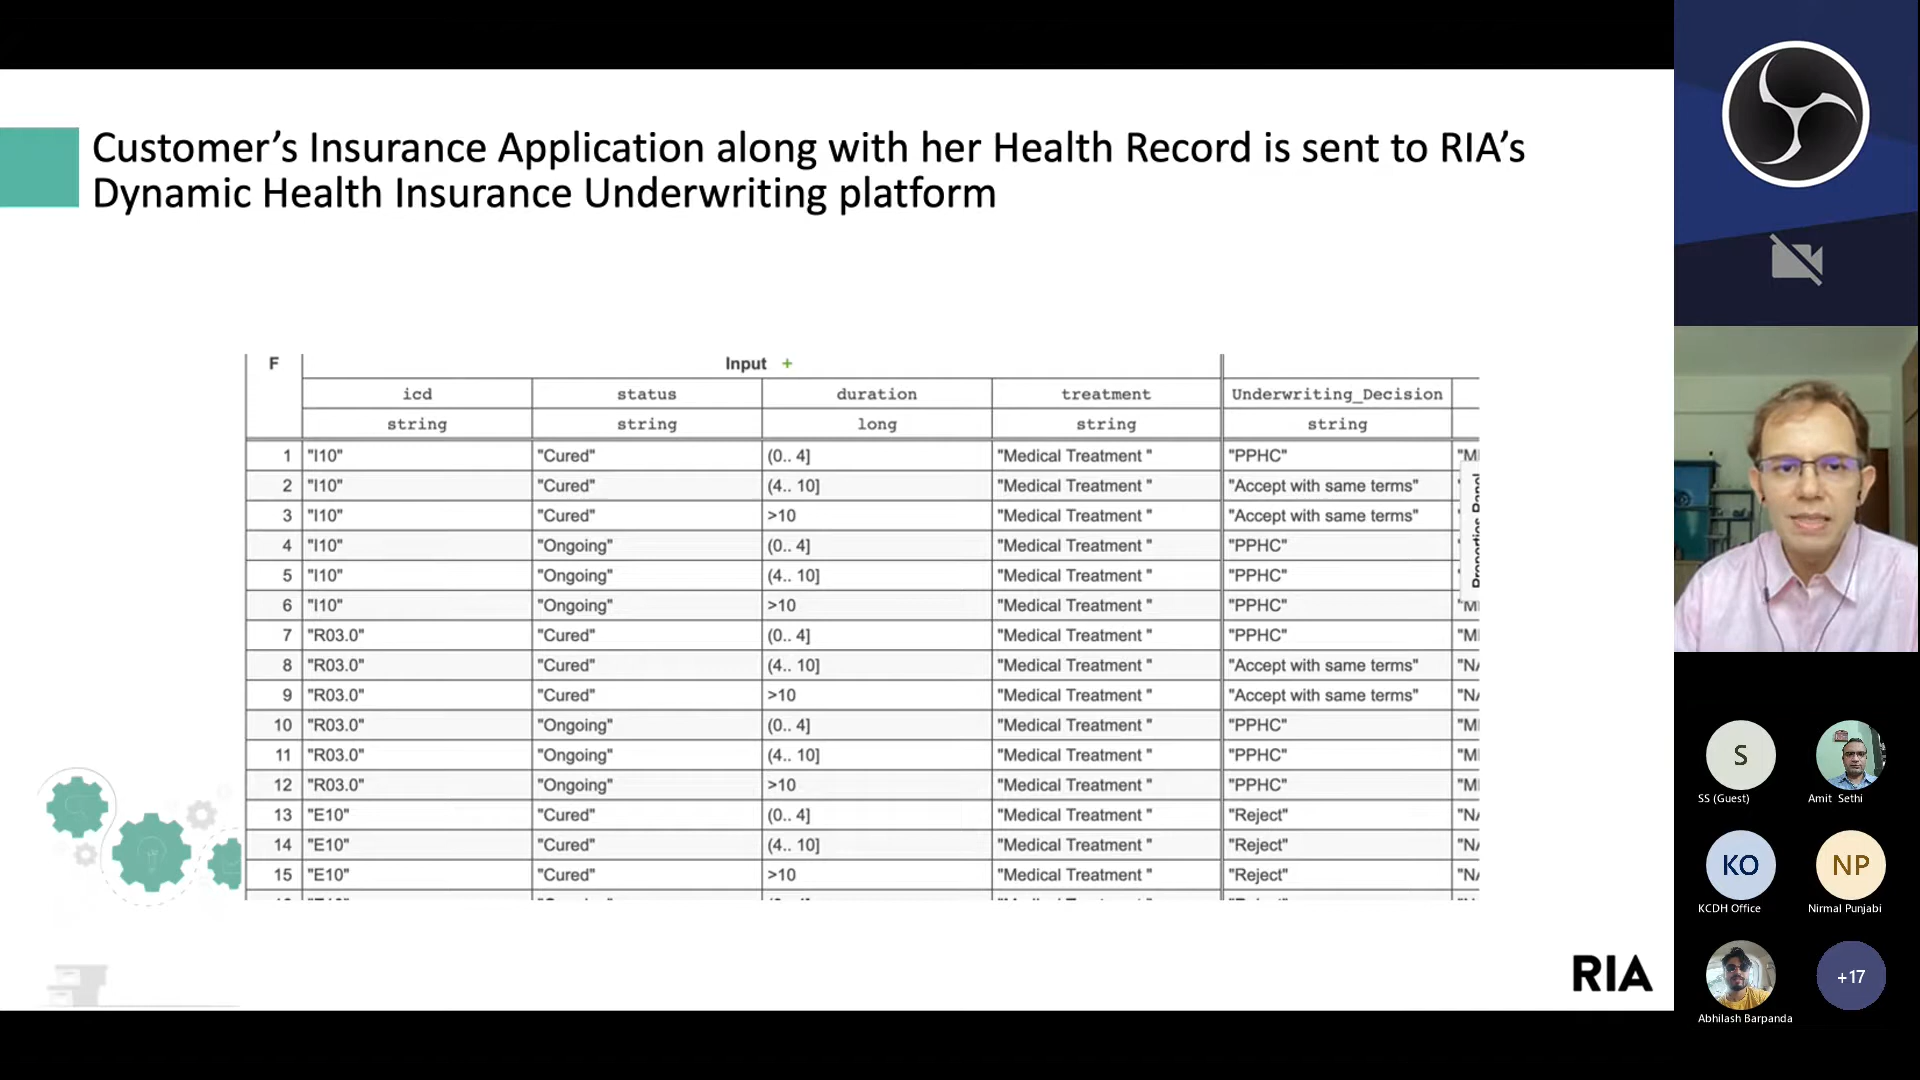 Customer’s Insurance Application along with her Health Record is sent to RIA’s
Dynamic Health Insurance Underwriting platform
F Input +
icd status duration treatment Underwriting_Decision
string string long string string
1 "I10" "Cured" (0.. 4] "Medical Treatment " "PPHC" "M
2 "I10" "Cured" (4.. 10] "Medical Treatment " "Accept with same terms"
3 "I10" "Cured" >10 "Medical Treatment " "Accept with same terms"
4 "I10" "Ongoing" (0.. 4] "Medical Treatment " "PPHC"
5 "I10" "Ongoing" (4.. 10] "Medical Treatment " "PPHC"
6 "I10" "Ongoing" >10 "Medical Treatment " "PPHC" "M
7 "R03.0" "Cured" (0.. 4] "Medical Treatment " "PPHC" "M
8 "R03.0" "Cured" (4.. 10] "Medical Treatment " "Accept with same terms" "N
9 "R03.0" "Cured" >10 "Medical Treatment " "Accept with same terms" "N
10 "R03.0" "Ongoing" (0.. 4] "Medical Treatment " "PPHC" "M
11 "R03.0" "Ongoing" (4.. 10] "Medical Treatment " "PPHC" "M
12 "R03.0" "Ongoing" >10 "Medical Treatment " "PPHC" "M
13 "E10" "Cured" (0.. 4] "Medical Treatment " "Reject" "N
14 "E10" "Cured" (4.. 10] "Medical Treatment " "Reject" "N
15 "E10" "Cured" >10 "Medical Treatment " "Reject" "N
Properties Panel
RIA
S
SS (Guest)
Amit Sethi
KO
KCDH Office
NP
Nirmal Punjabi
Abhilash Barpanda
+17